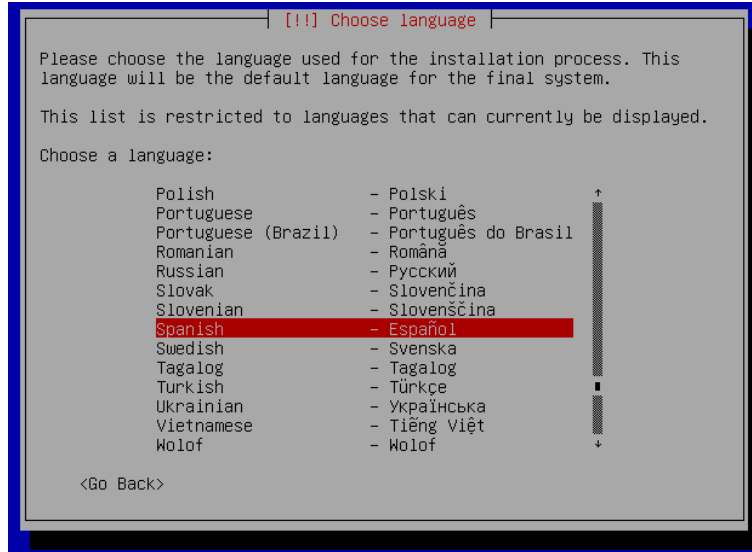 [!!] Choose language
Please choose the language used for the installation process. This
language will be the default language for the final system.
This list is restricted to languages that can currently be displayed.
Choose a language:
Polish - Polski
Portuguese - Português
Portuguese (Brazil) - Português do Brasil
Romanian - Română
Russian - Русский
Slovak - Slovenčina
Slovenian - Slovenščina
Spanish - Español
Swedish - Svenska
Tagalog - Tagalog
Turkish - Türkçe
Ukrainian - Українська
Vietnamese - Tiếng Việt
Wolof - Wolof
<Go Back>